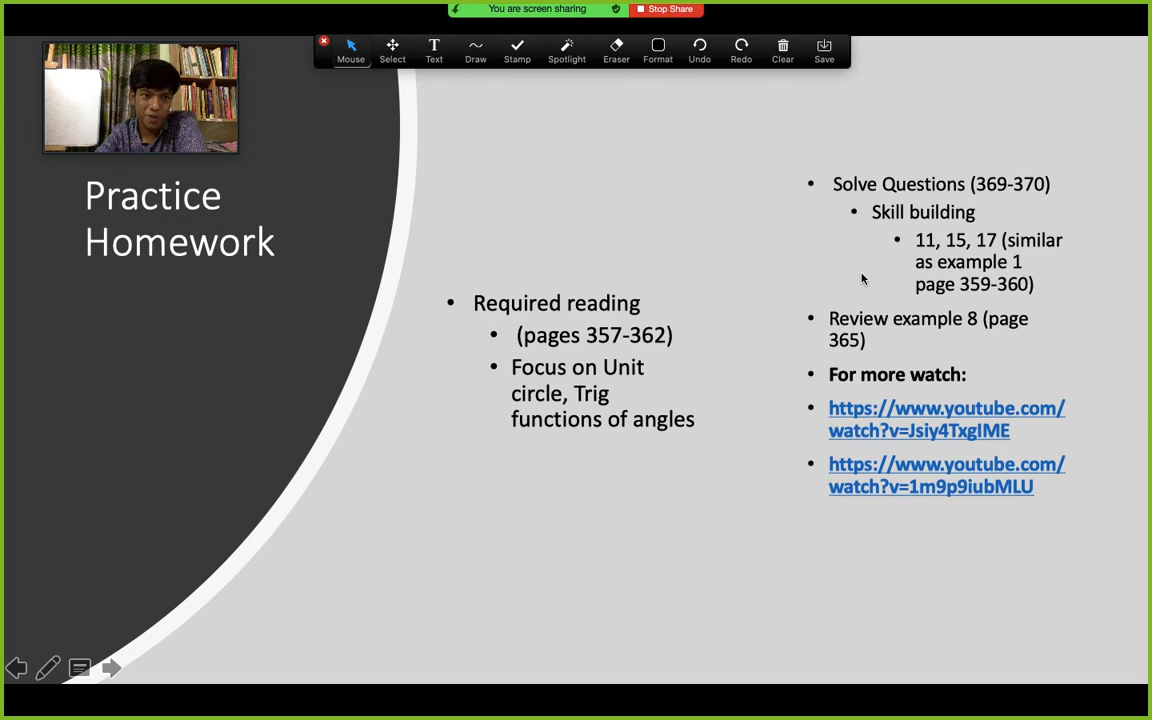 You are screen sharing
Stop Share
Mouse
Select
Text
Draw
Stamp
Spotlight
Eraser
Format
Undo
Redo
Clear
Save
Practice
Homework
• Required reading
• (pages 357-362)
• Focus on Unit
circle, Trig
functions of angles
• Solve Questions (369-370)
• Skill building
• 11, 15, 17 (similar
as example 1
page 359-360)
• Review example 8 (page
365)
• For more watch:
• https://www.youtube.com/
watch?v=Jsiy4TxgIME
• https://www.youtube.com/
watch?v=1m9p9iubMLU